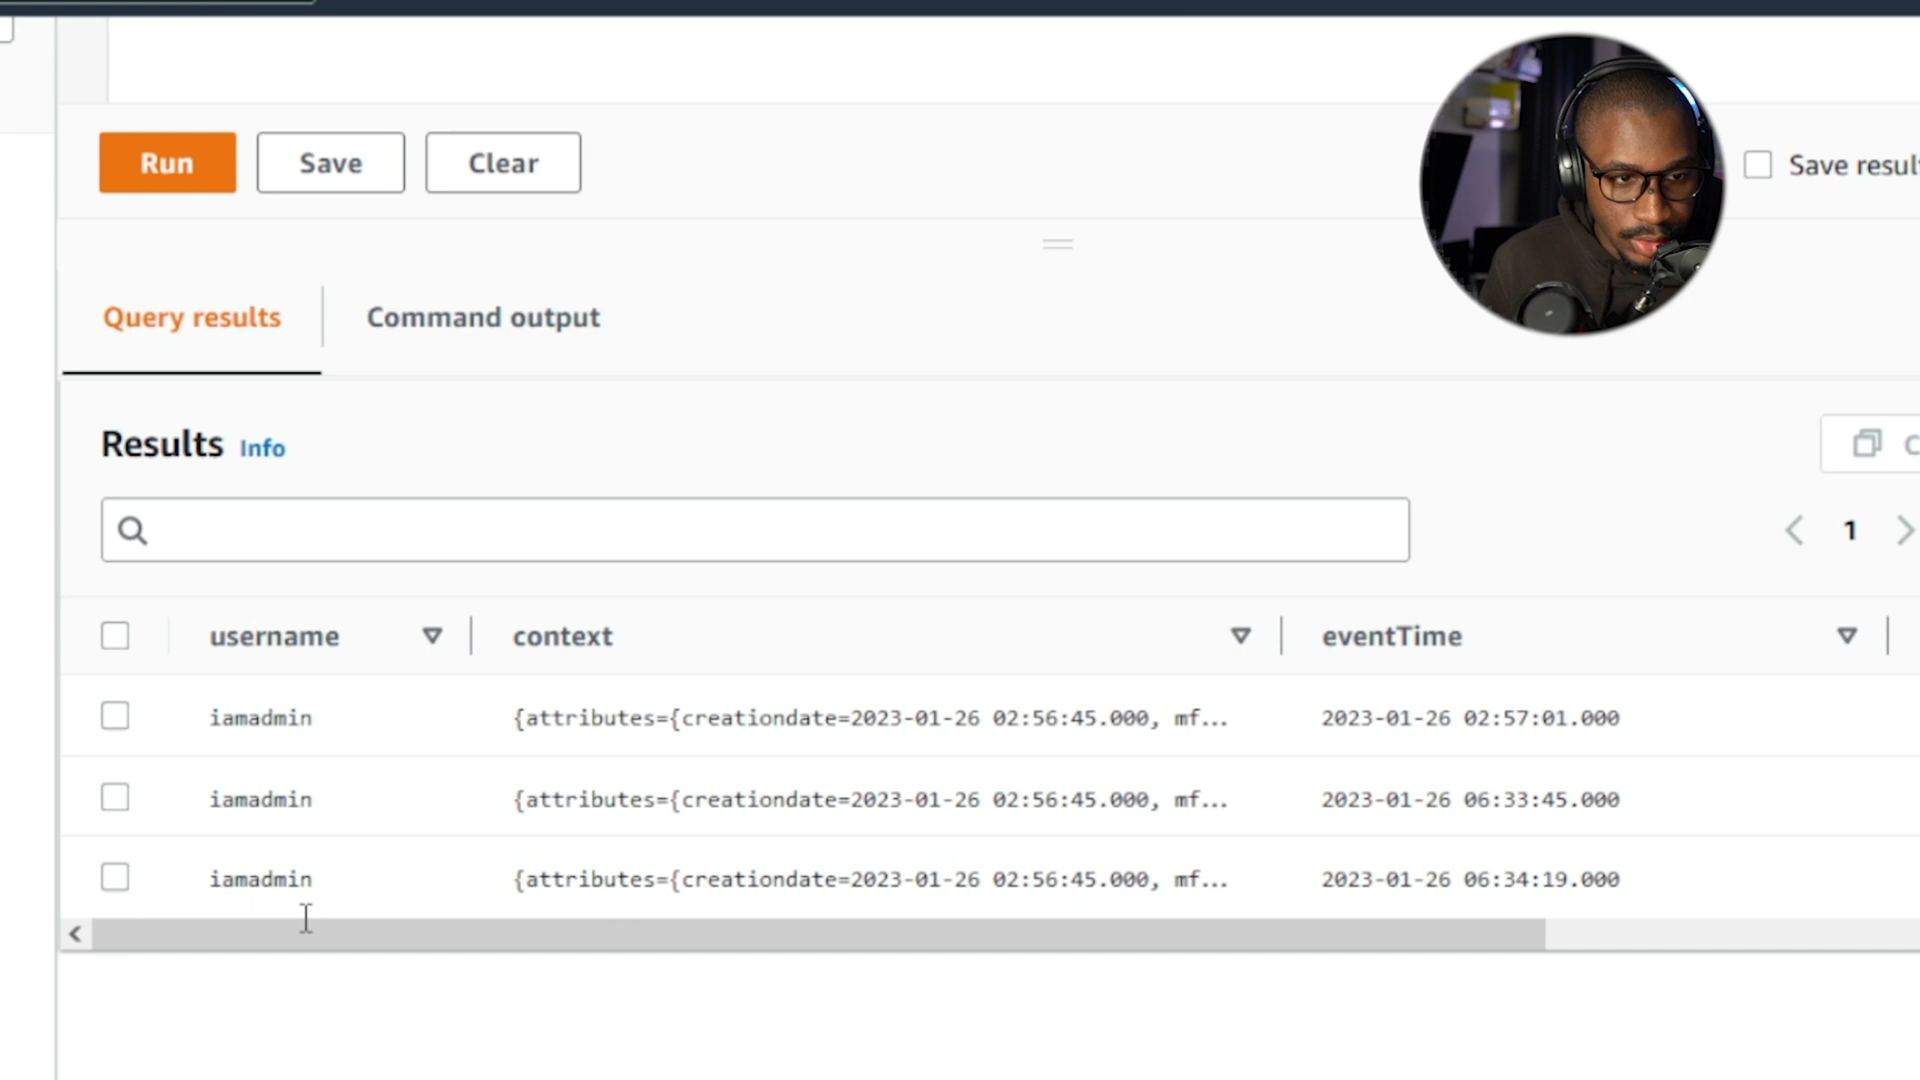 Run Save Clear Save resul
Query results Command output
Results Info
1
username context eventTime
iamadmin {attributes={creationdate=2023-01-26 02:56:45.000, mf... 2023-01-26 02:57:01.000
iamadmin {attributes={creationdate=2023-01-26 02:56:45.000, mf... 2023-01-26 06:33:45.000
iamadmin {attributes={creationdate=2023-01-26 02:56:45.000, mf... 2023-01-26 06:34:19.000